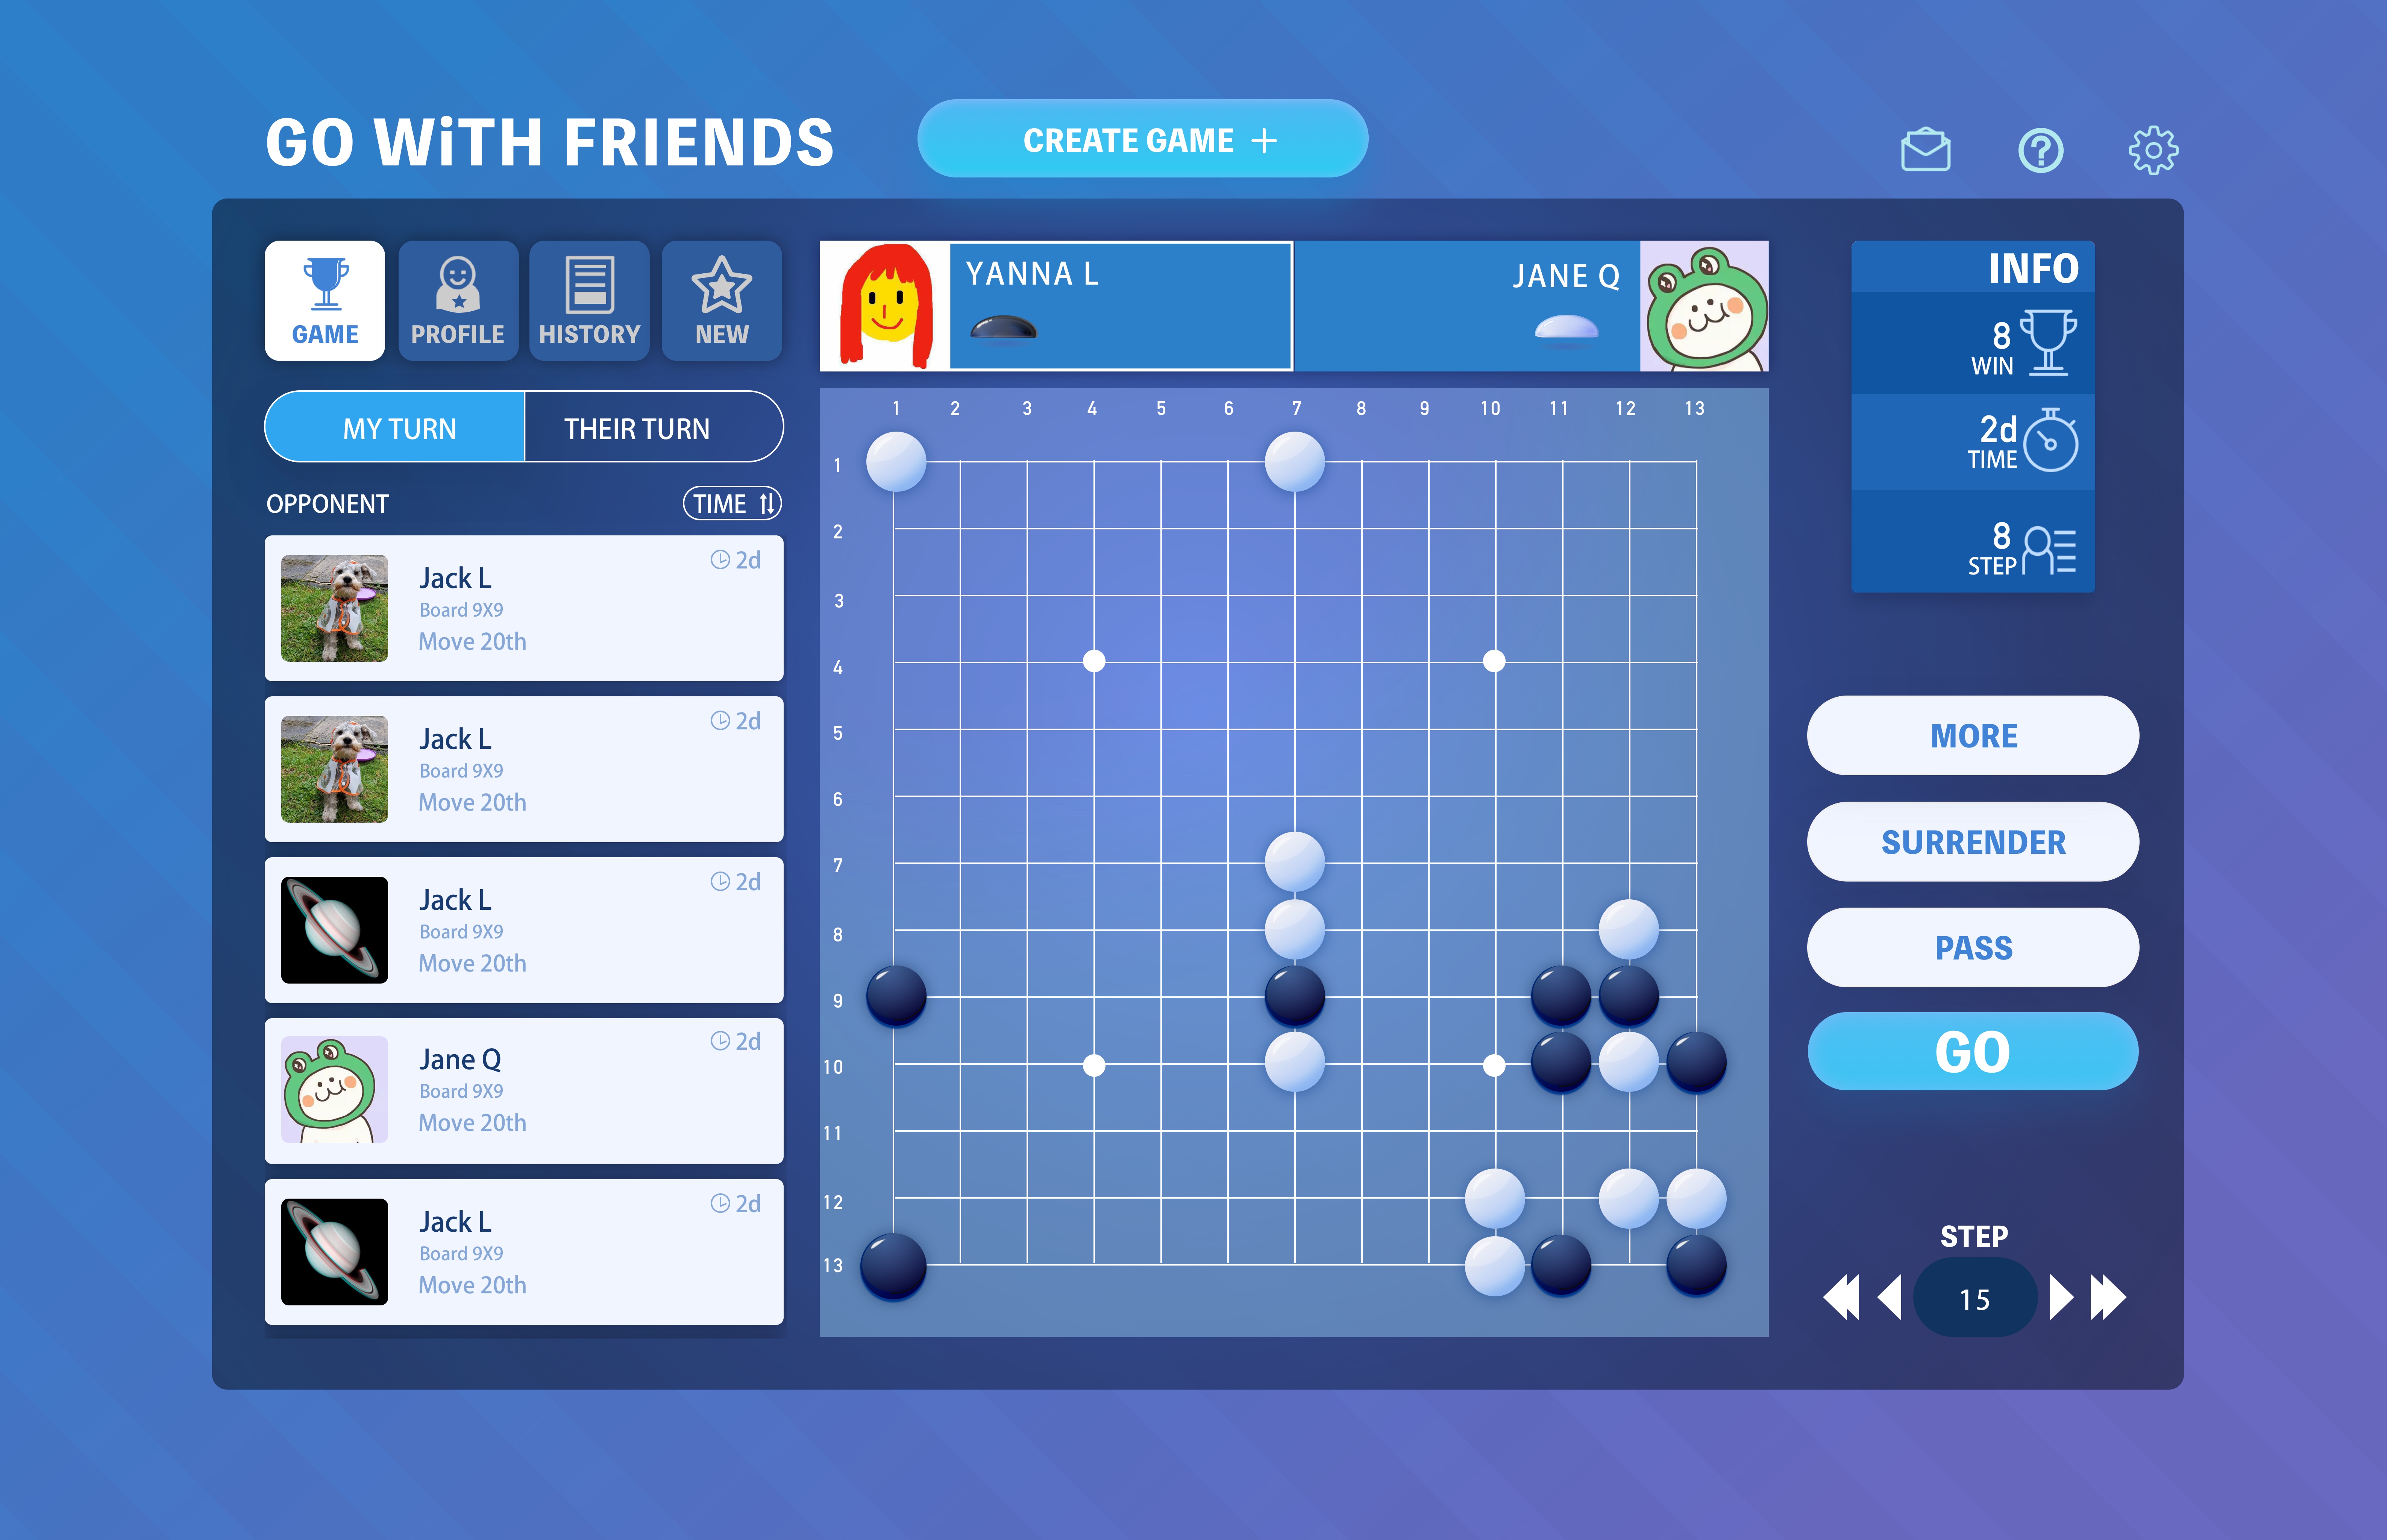 GO WiTH FRIENDS
CREATE GAME +
GAME
PROFILE
HISTORY
NEW
MY TURN
THEIR TURN
OPPONENT
TIME
Jack L
2d
Board 9X9
Move 20th
Jack L
2d
Board 9X9
Move 20th
Jack L
2d
Board 9X9
Move 20th
Jane Q
2d
Board 9X9
Move 20th
Jack L
2d
Board 9X9
Move 20th
YANNA L
JANE Q
1 2 3 4 5 6 7 8 9 10 11 12 13
1
2
3
4
5
6
7
8
9
10
11
12
13
INFO
8
WIN
2d
TIME
8
STEP
MORE
SURRENDER
PASS
GO
STEP
15